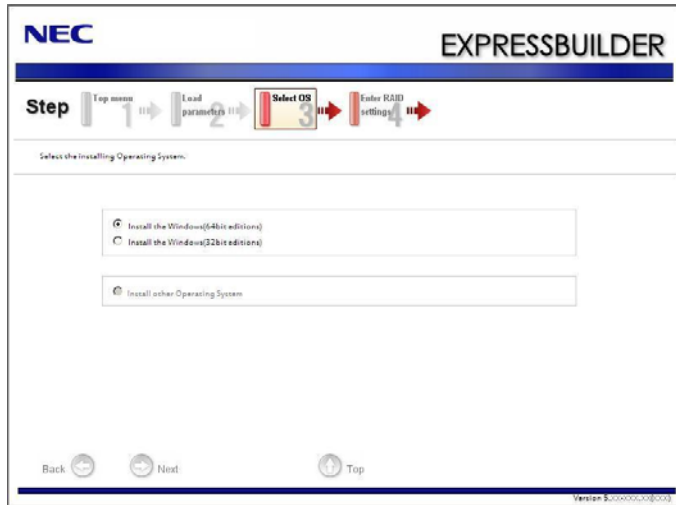 NEC
EXPRESSBUILDER
Step
Top menu
1
Load
parameters
2
Select OS
3
Enter RAID
settings
4
Select the installing Operating System.
Install the Windows(64bit editions)
Install the Windows(32bit editions)
Install other Operating System
Back
Next
Top
Version 5.